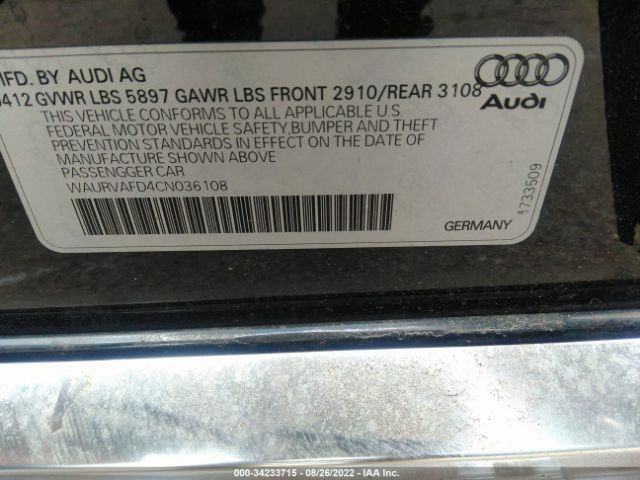 MFD. BY AUDI AG
0412 GVWR LBS 5897 GAWR LBS FRONT 2910/REAR 3108
THIS VEHICLE CONFORMS TO ALL APPLICABLE U.S
FEDERAL MOTOR VEHICLE SAFETY,BUMPER AND THEFT
PREVENTION STANDARDS IN EFFECT ON THE DATE OF
MANUFACTURE SHOWN ABOVE
PASSENGGER CAR
WAURVAFD4CN036108
Audi
1733509
GERMANY
000-34233715 - 08/26/2022 - IAA Inc.